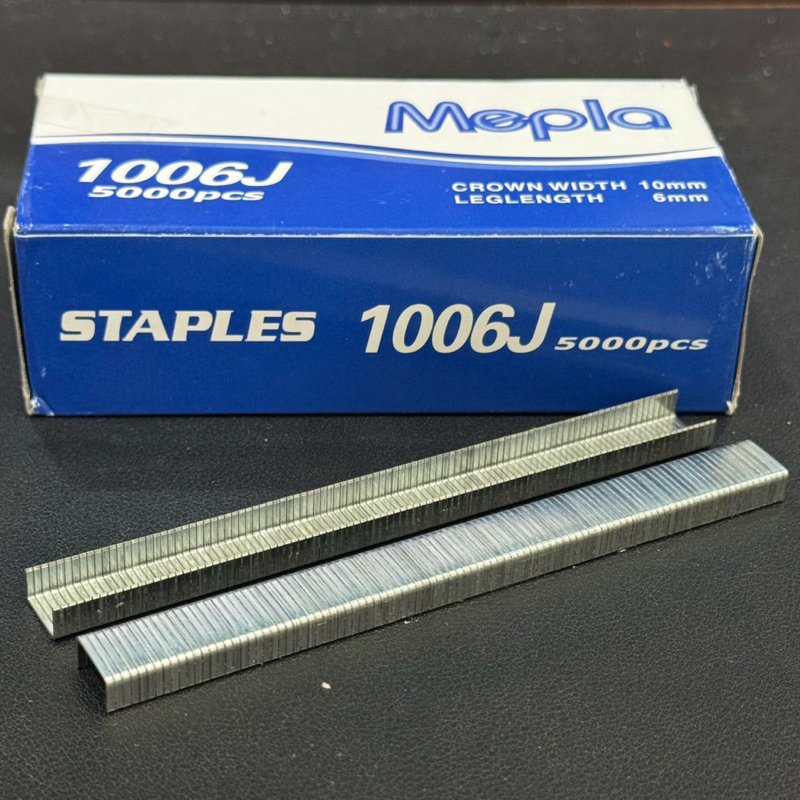 Mepla
1006J
5000pcs
CROWN WIDTH 10mm
LEGLENGTH 6mm
STAPLES 1006J 5000pcs